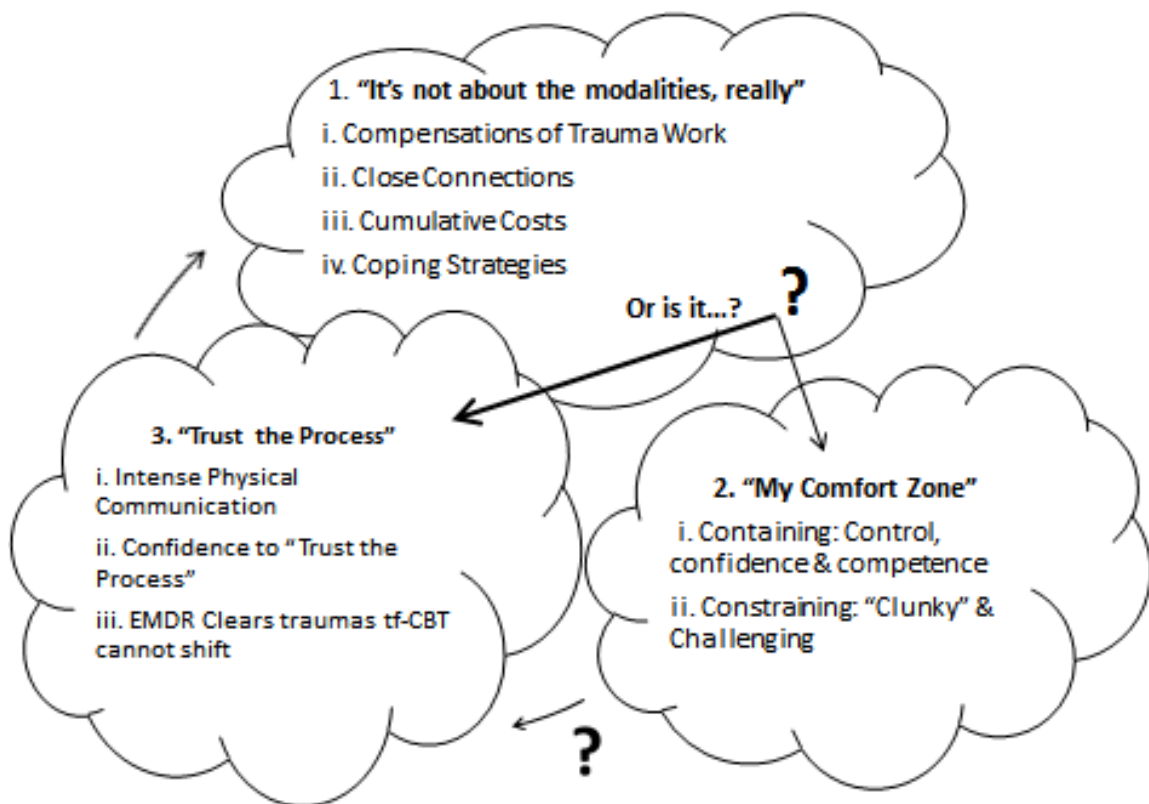 1. “It’s not about the modalities, really”
i. Compensations of Trauma Work
ii. Close Connections
iii. Cumulative Costs
iv. Coping Strategies
Or is it...?
?
3. “Trust the Process”
i. Intense Physical
Communication
ii. Confidence to “Trust the
Process”
iii. EMDR Clears traumas tf-CBT
cannot shift
2. “My Comfort Zone”
i. Containing: Control,
confidence & competence
ii. Constraining: “Clunky” &
Challenging
?